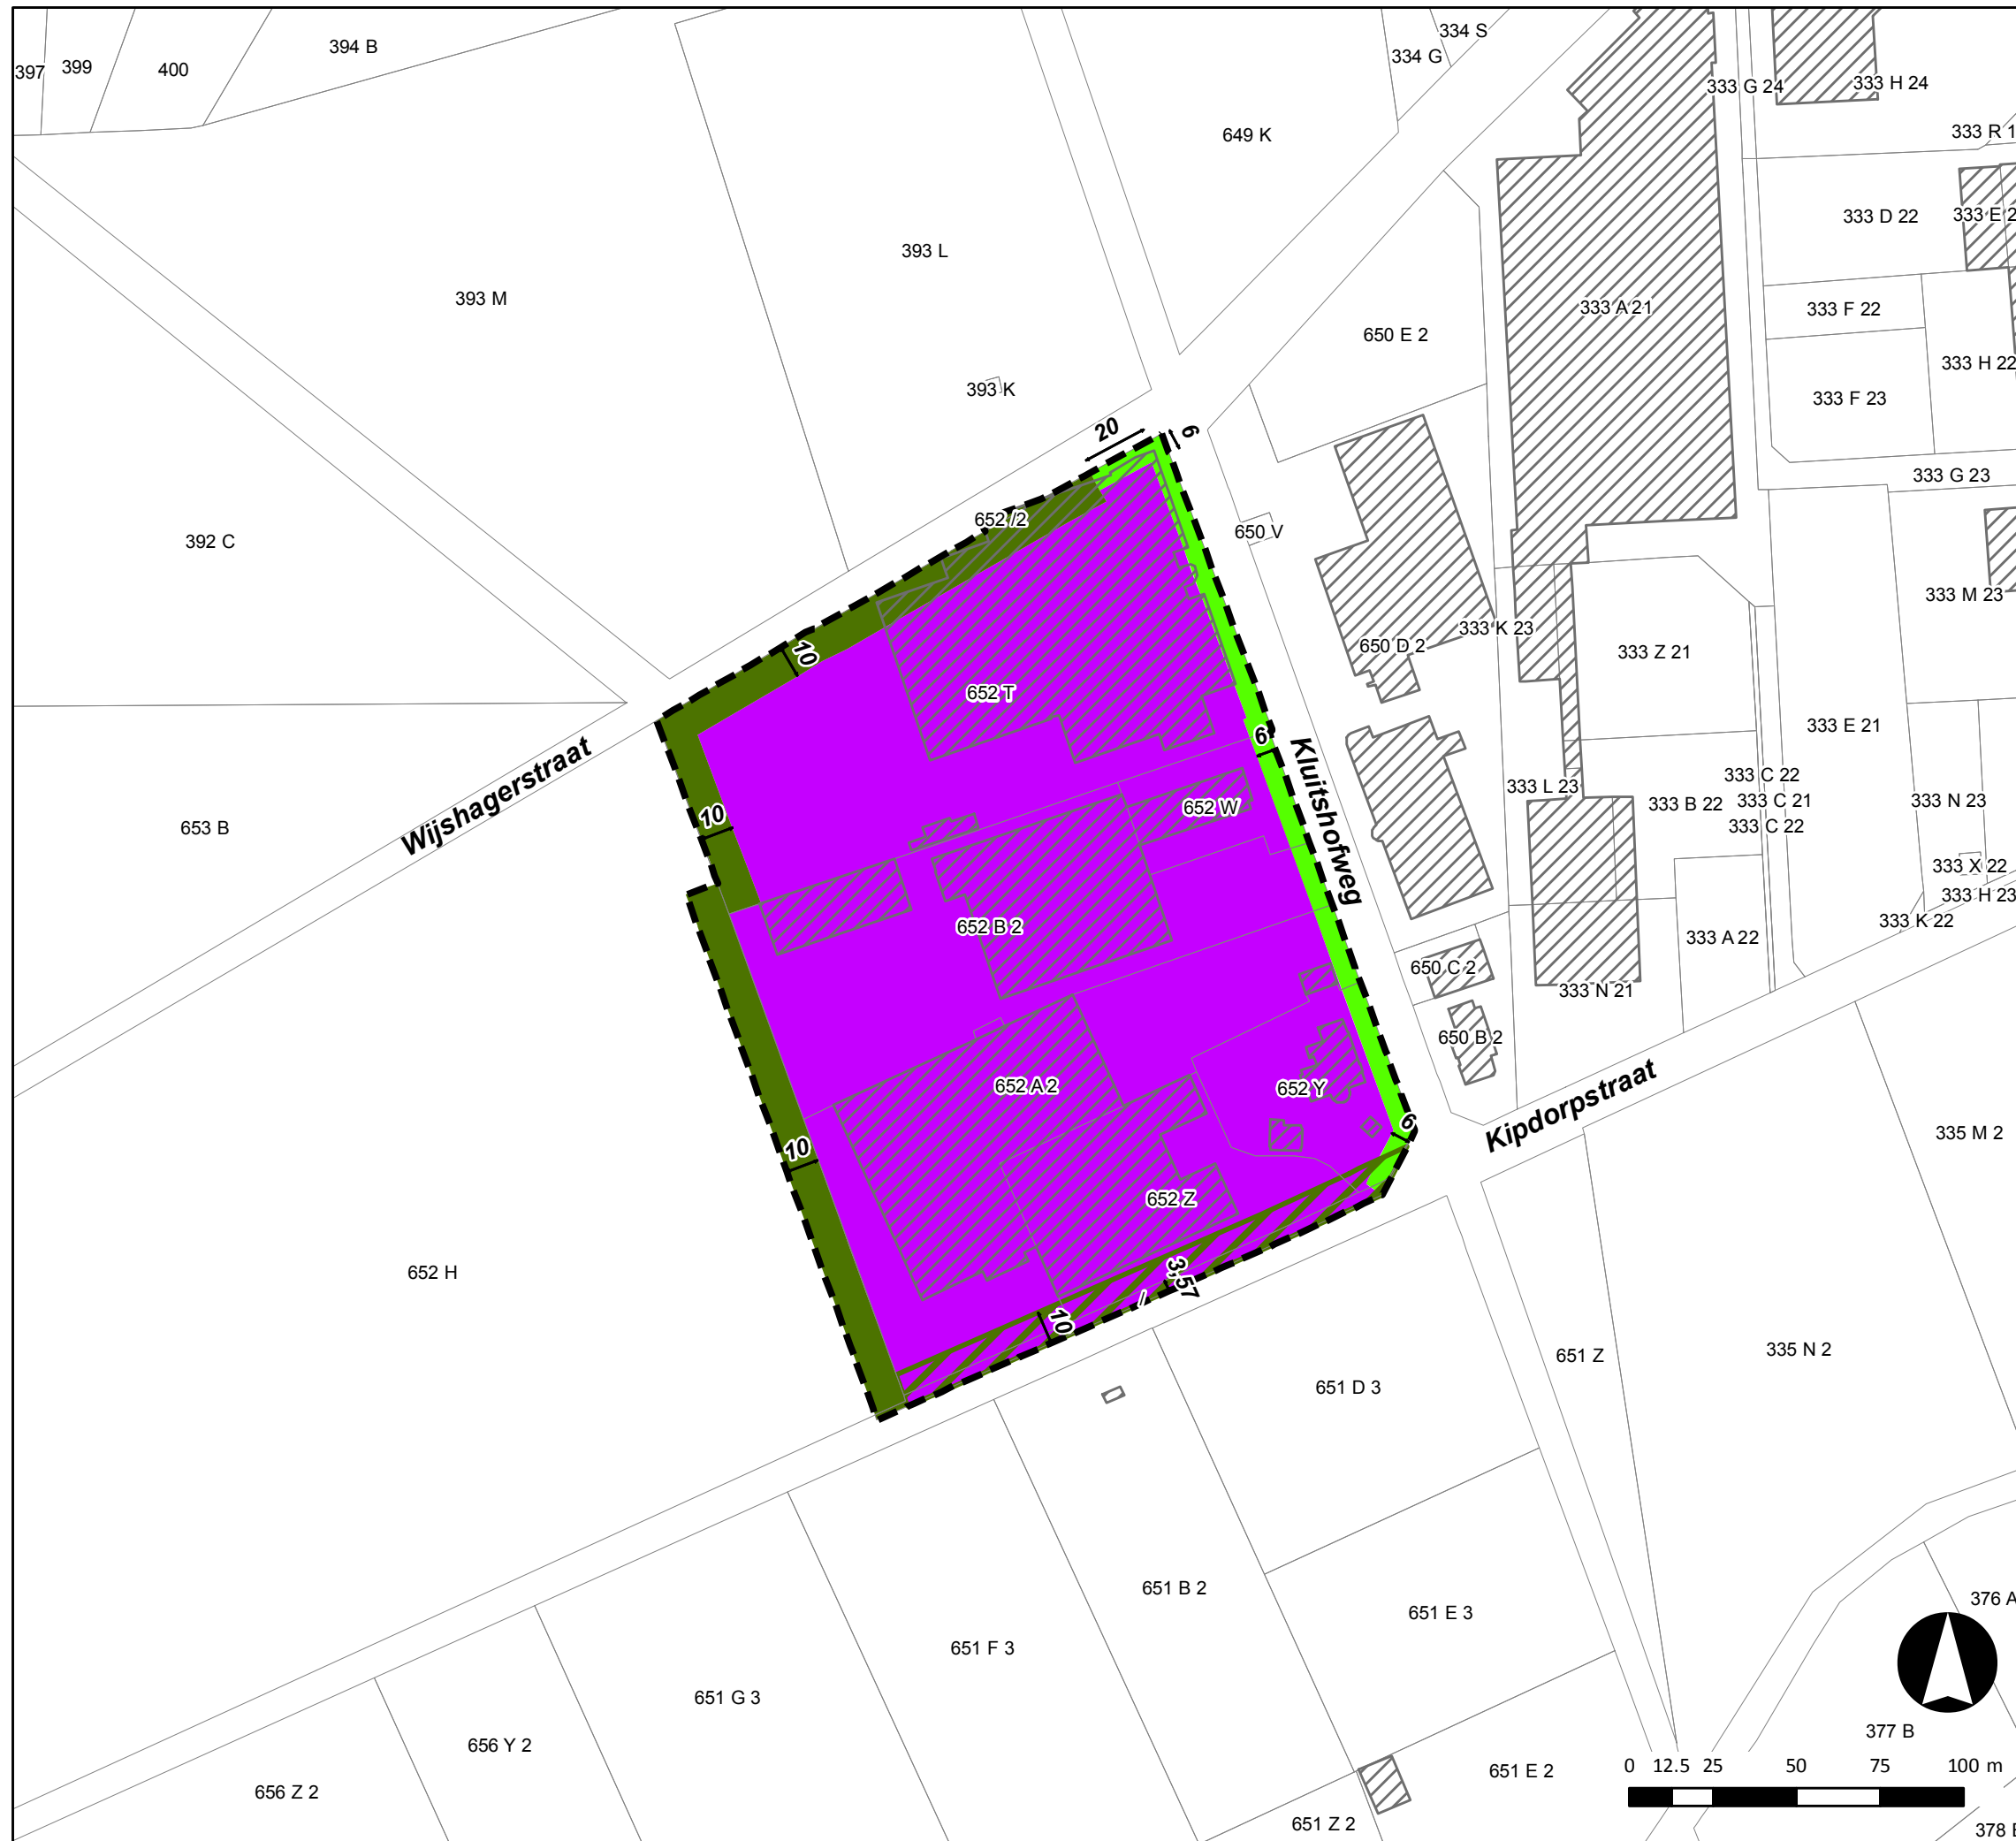 334 S
394 B
334 G
397
399
400
333 G 24
333 H 24
333 R 1
649 K
333 D 22
333 E 2
393 L
393 M
333 A 21
333 F 22
650 E 2
333 H 22
393 K
333 F 23
20
6
333 G 23
652 /2
650 V
392 C
333 M 23
333 K 23
650 D 2
10
333 Z 21
652 T
6
333 E 21
Wijshagerstraat
Kluitshofweg
333 C 22
333 L 23
333 B 22
333 C 21
333 N 23
652 W
10
653 B
333 C 22
333 X 22
333 H 23
652 B 2
333 K 22
333 A 22
650 C 2
333 N 21
650 B 2
652 A 2
652 Y
Kipdorpstraat
6
335 M 2
10
652 Z
652 H
3,57
10
335 N 2
651 Z
651 D 3
651 B 2
376 A
651 E 3
651 F 3
651 G 3
377 B
656 Y 2
0 12.5 25 50 75 100 m
651 E 2
656 Z 2
651 Z 2
378